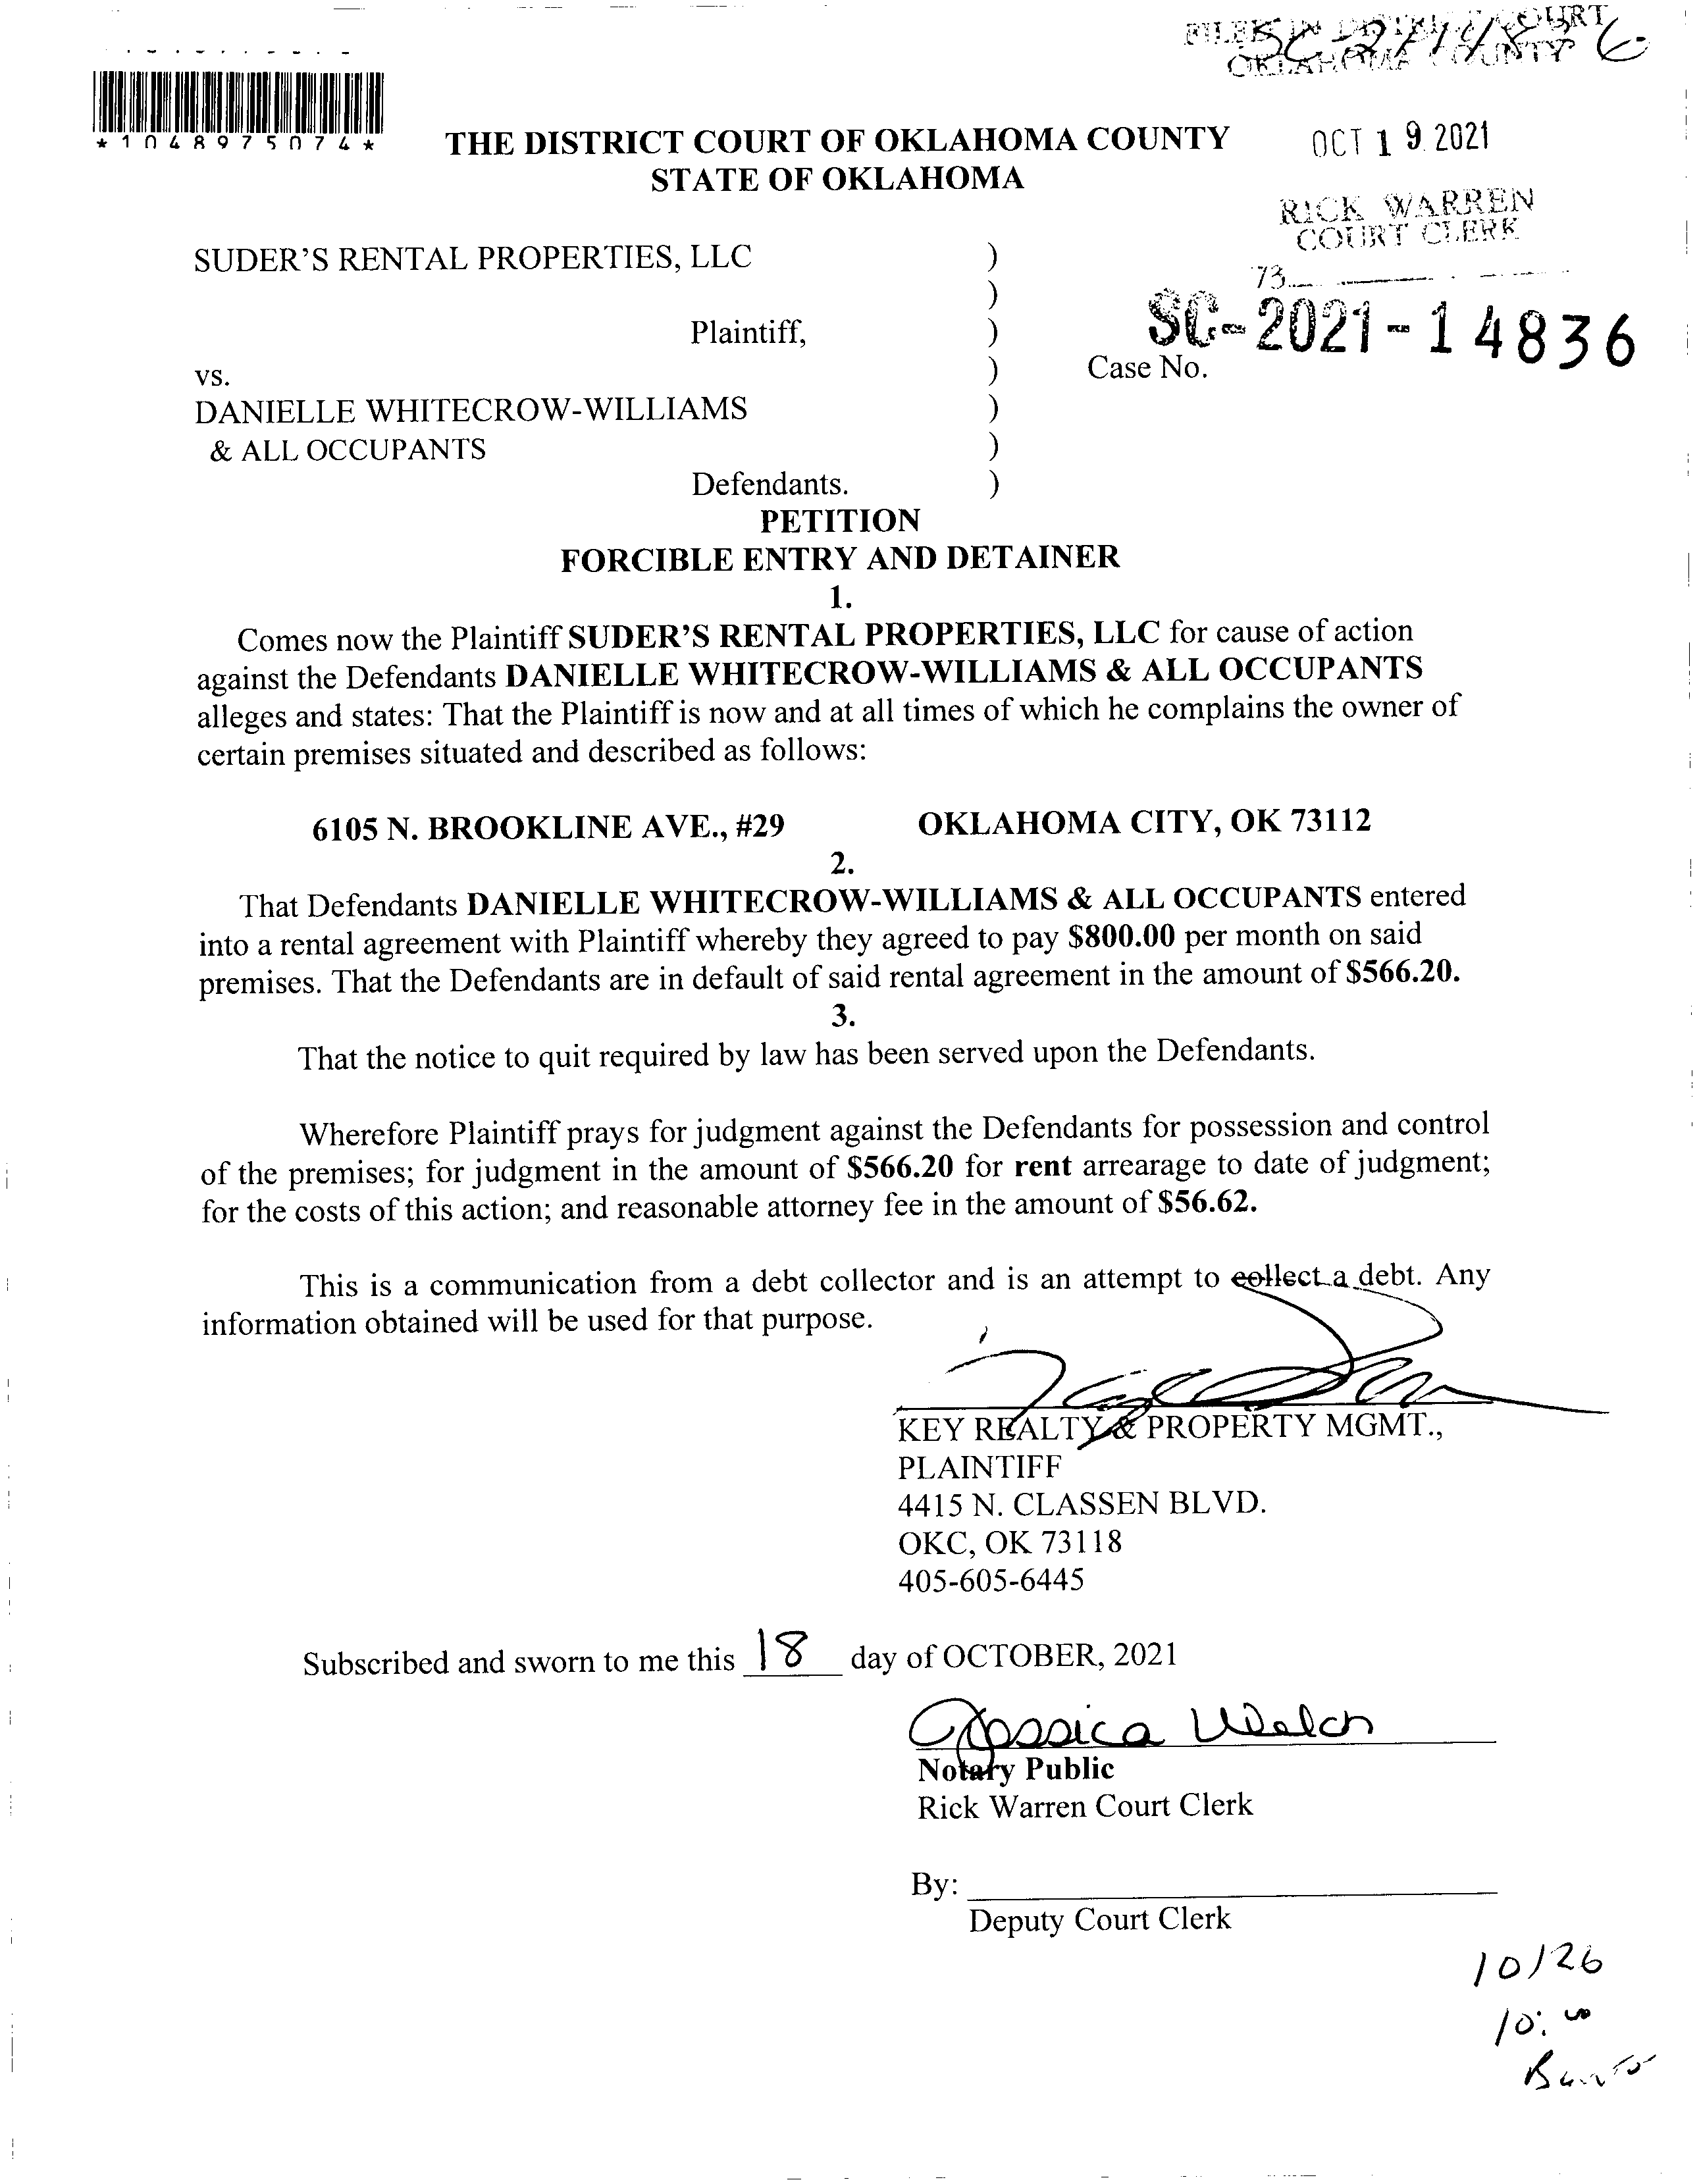 FILED IN DISTRICT COURT
OKLAHOMA COUNTY
*1048975074*
THE DISTRICT COURT OF OKLAHOMA COUNTY
OCT 19 2021
STATE OF OKLAHOMA
RICK WARREN
COURT CLERK
SUDER'S RENTAL PROPERTIES, LLC )
73
)
SC-2021-14836
Plaintiff, )
vs. ) Case No.
DANIELLE WHITECROW-WILLIAMS )
& ALL OCCUPANTS )
Defendants. )
PETITION
FORCIBLE ENTRY AND DETAINER
1.
Comes now the Plaintiff SUDER'S RENTAL PROPERTIES, LLC for cause of action
against the Defendants DANIELLE WHITECROW-WILLIAMS & ALL OCCUPANTS
alleges and states: That the Plaintiff is now and at all times of which he complains the owner of
certain premises situated and described as follows:
6105 N. BROOKLINE AVE., #29 OKLAHOMA CITY, OK 73112
2.
That Defendants DANIELLE WHITECROW-WILLIAMS & ALL OCCUPANTS entered
into a rental agreement with Plaintiff whereby they agreed to pay $800.00 per month on said
premises. That the Defendants are in default of said rental agreement in the amount of $566.20.
3.
That the notice to quit required by law has been served upon the Defendants.
Wherefore Plaintiff prays for judgment against the Defendants for possession and control
of the premises; for judgment in the amount of $566.20 for rent arrearage to date of judgment;
for the costs of this action; and reasonable attorney fee in the amount of $56.62.
This is a communication from a debt collector and is an attempt to collect a debt. Any
information obtained will be used for that purpose.
KEY REALTY & PROPERTY MGMT.,
PLAINTIFF
4415 N. CLASSEN BLVD.
OKC, OK 73118
405-605-6445
Subscribed and sworn to me this 18 day of OCTOBER, 2021
Jessica Welch
Notary Public
Rick Warren Court Clerk
By:
Deputy Court Clerk
10/26
10:00